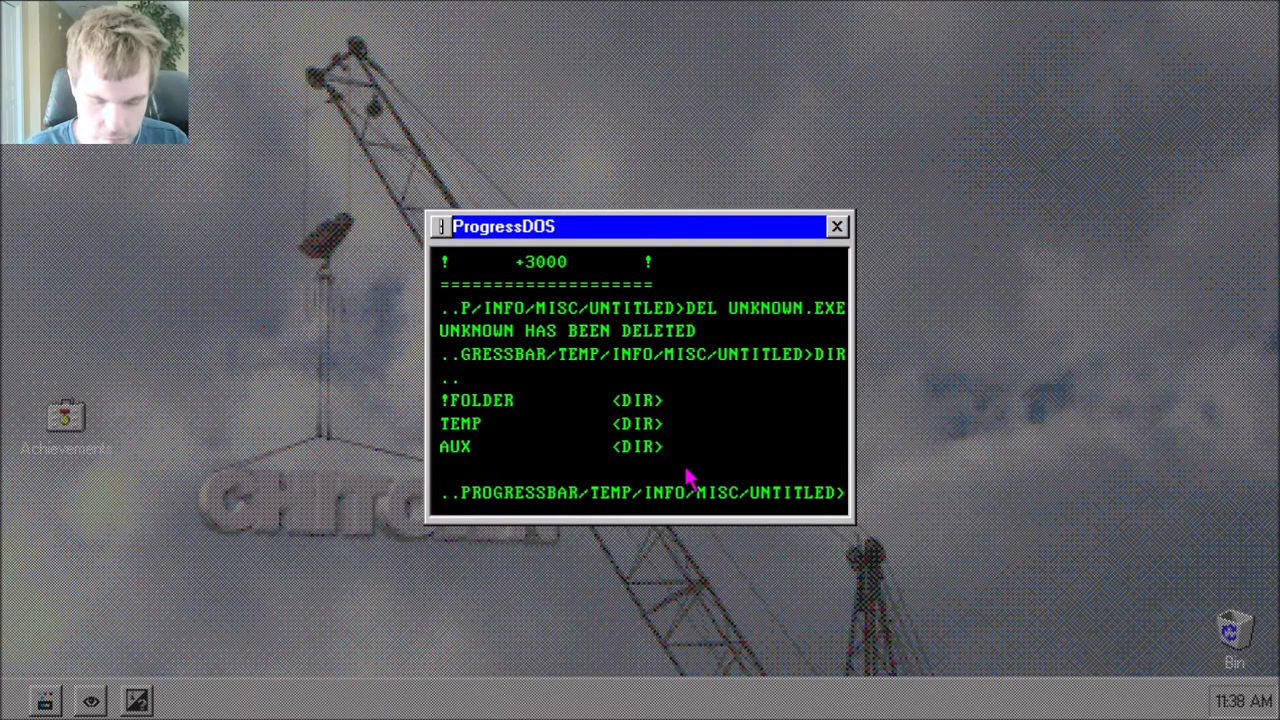 ProgressDOS
! +3000 !
====================
..P/INFO/MISC/UNTITLED>DEL UNKNOWN.EXE
UNKNOWN HAS BEEN DELETED
..GRESSBAR/TEMP/INFO/MISC/UNTITLED>DIR
..
!FOLDER <DIR>
TEMP <DIR>
AUX <DIR>
..PROGRESSBAR/TEMP/INFO/MISC/UNTITLED>
Achievements
Bin
11:38 AM